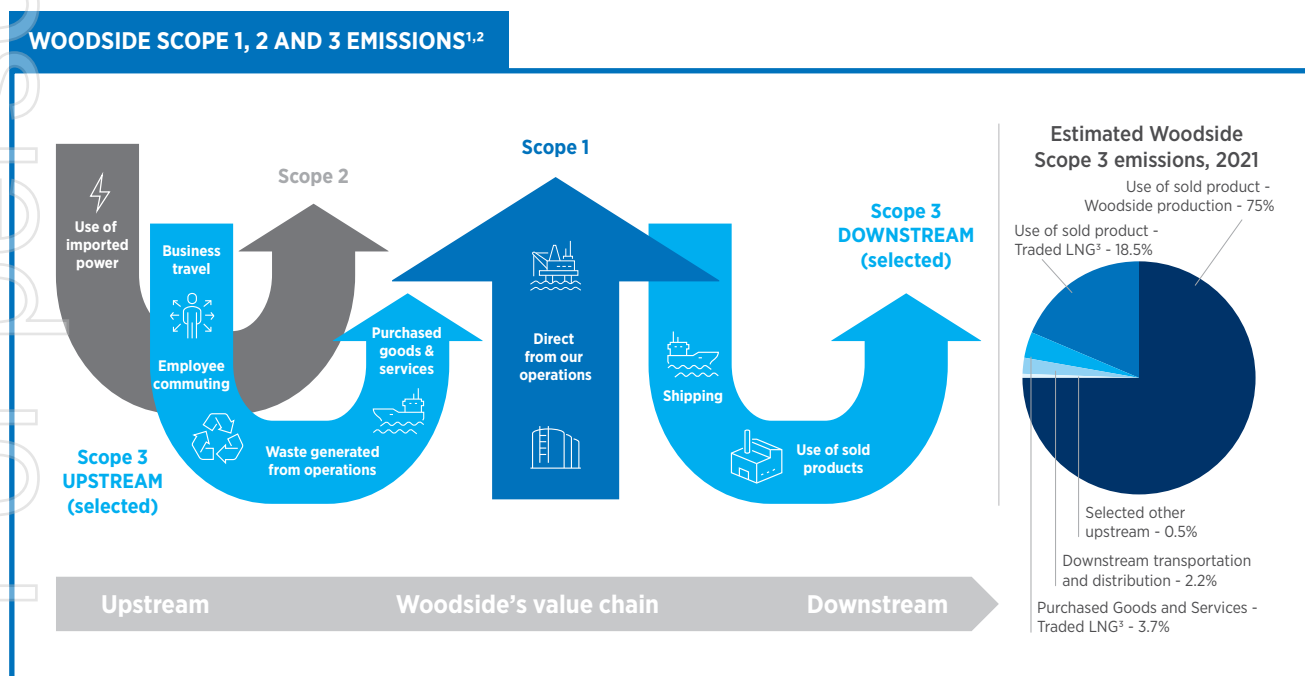 WOODSIDE SCOPE 1, 2 AND 3 EMISSIONS¹,²
Use of
imported
power
Scope 2
Business
travel
Employee
commuting
Waste generated
from operations
Purchased
goods &
services
Scope 3
UPSTREAM
(selected)
Scope 1
Direct
from our
operations
Shipping
Use of sold
products
Scope 3
DOWNSTREAM
(selected)
Upstream
Woodside's value chain
Downstream
Estimated Woodside
Scope 3 emissions, 2021
Use of sold product -
Woodside production - 75%
Use of sold product -
Traded LNG³ - 18.5%
Selected other
upstream - 0.5%
Downstream transportation
and distribution - 2.2%
Purchased Goods and Services -
Traded LNG³ - 3.7%